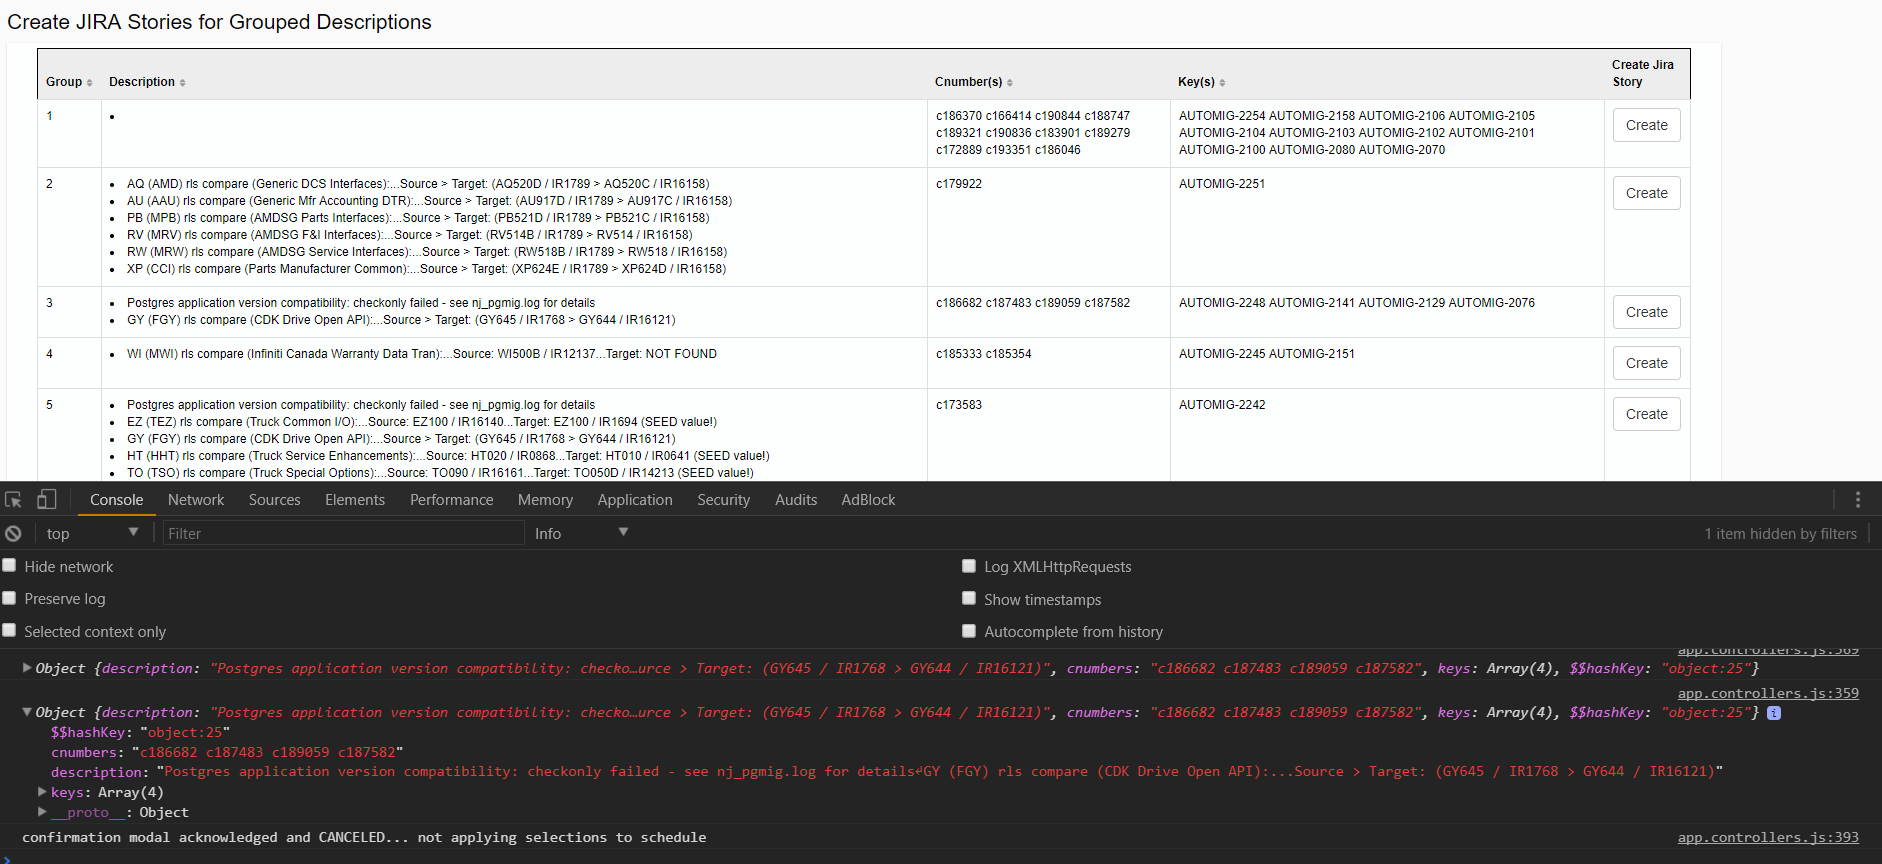 Create JIRA Stories for Grouped Descriptions
Group Description Cnumber(s) Key(s) Create Jira Story
1
c186370 c166414 c190844 c188747
c189321 c190836 c183901 c189279
c172889 c193351 c186046
AUTOMIG-2254 AUTOMIG-2158 AUTOMIG-2106 AUTOMIG-2105
AUTOMIG-2104 AUTOMIG-2103 AUTOMIG-2102 AUTOMIG-2101
AUTOMIG-2100 AUTOMIG-2080 AUTOMIG-2070
Create
2
• AQ (AMD) rls compare (Generic DCS Interfaces):...Source > Target: (AQ520D / IR1789 > AQ520C / IR16158)
• AU (AAU) rls compare (Generic Mfr Accounting DTR):...Source > Target: (AU917D / IR1789 > AU917C / IR16158)
• PB (MPB) rls compare (AMDSG Parts Interfaces):...Source > Target: (PB521D / IR1789 > PB521C / IR16158)
• RV (MRV) rls compare (AMDSG F&I Interfaces):...Source > Target: (RV514B / IR1789 > RV514 / IR16158)
• RW (MRW) rls compare (AMDSG Service Interfaces):...Source > Target: (RW518B / IR1789 > RW518 / IR16158)
• XP (CCI) rls compare (Parts Manufacturer Common):...Source > Target: (XP624E / IR1789 > XP624D / IR16158)
c179922
AUTOMIG-2251
Create
3
• Postgres application version compatibility: checkonly failed - see nj_pgmig.log for details
• GY (FGY) rls compare (CDK Drive Open API):...Source > Target: (GY645 / IR1768 > GY644 / IR16121)
c186682 c187483 c189059 c187582
AUTOMIG-2248 AUTOMIG-2141 AUTOMIG-2129 AUTOMIG-2076
Create
4
• WI (MWI) rls compare (Infiniti Canada Warranty Data Tran):...Source: WI500B / IR12137...Target: NOT FOUND
c185333 c185354
AUTOMIG-2245 AUTOMIG-2151
Create
5
• Postgres application version compatibility: checkonly failed - see nj_pgmig.log for details
• EZ (TEZ) rls compare (Truck Common I/O):...Source: EZ100 / IR16140...Target: EZ100 / IR1694 (SEED value!)
• GY (FGY) rls compare (CDK Drive Open API):...Source > Target: (GY645 / IR1768 > GY644 / IR16121)
• HT (HHT) rls compare (Truck Service Enhancements):...Source: HT020 / IR0868...Target: HT010 / IR0641 (SEED value!)
• TO (TSO) rls compare (Truck Special Options):...Source: TO090 / IR16161...Target: TO050D / IR14213 (SEED value!)
c173583
AUTOMIG-2242
Create
Console Network Sources Elements Performance Memory Application Security Audits AdBlock
top Filter Info 1 item hidden by filters
Hide network
Log XMLHttpRequests
Preserve log
Show timestamps
Selected context only
Autocomplete from history
app.controllers.js:369
Object {description: "Postgres application version compatibility: checko…urce > Target: (GY645 / IR1768 > GY644 / IR16121)", cnumbers: "c186682 c187483 c189059 c187582", keys: Array(4), $$hashKey: "object:25"}
app.controllers.js:359
Object {description: "Postgres application version compatibility: checko…urce > Target: (GY645 / IR1768 > GY644 / IR16121)", cnumbers: "c186682 c187483 c189059 c187582", keys: Array(4), $$hashKey: "object:25"} i
$$hashKey: "object:25"
cnumbers: "c186682 c187483 c189059 c187582"
description: "Postgres application version compatibility: checkonly failed - see nj_pgmig.log for details↵GY (FGY) rls compare (CDK Drive Open API):...Source > Target: (GY645 / IR1768 > GY644 / IR16121)"
keys: Array(4)
__proto__: Object
confirmation modal acknowledged and CANCELED... not applying selections to schedule app.controllers.js:393